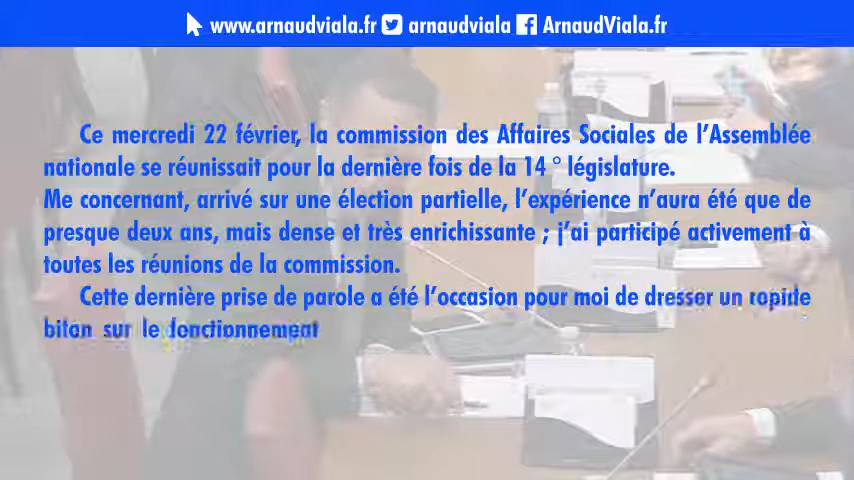 www.arnaudviala.fr arnaudviala ArnaudViala.fr
Ce mercredi 22 février, la commission des Affaires Sociales de l'Assemblée
nationale se réunissait pour la dernière fois de la 14 ° législature.
Me concernant, arrivé sur une élection partielle, l'expérience n'aura été que de
presque deux ans, mais dense et très enrichissante ; j'ai participé activement à
toutes les réunions de la commission.
Cette dernière prise de parole a été l'occasion pour moi de dresser un rapide
bilan sur le fonctionnement